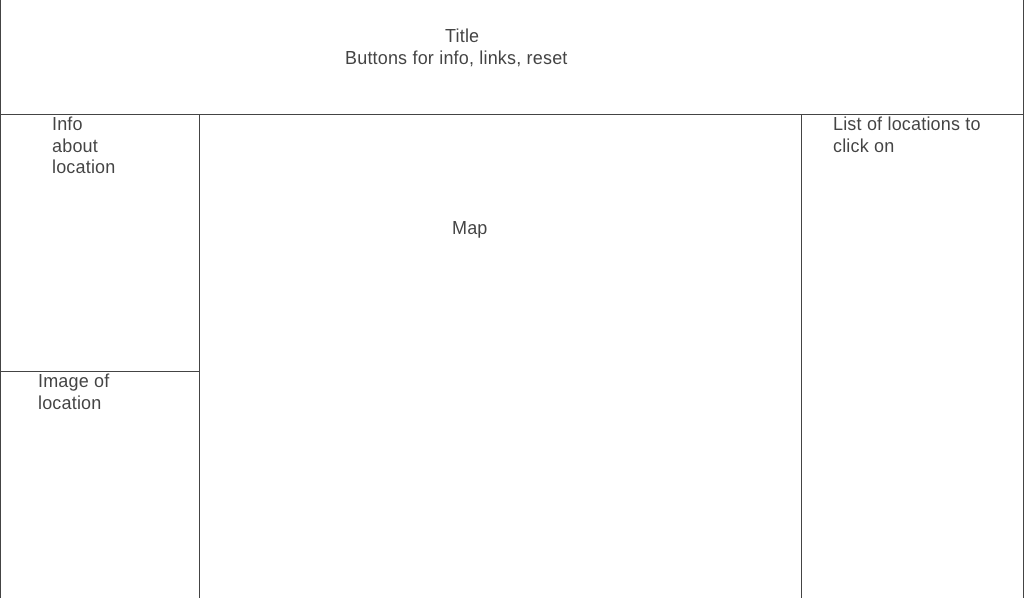 Title
Buttons for info, links, reset
Info
about
location
Map
List of locations to
click on
Image of
location